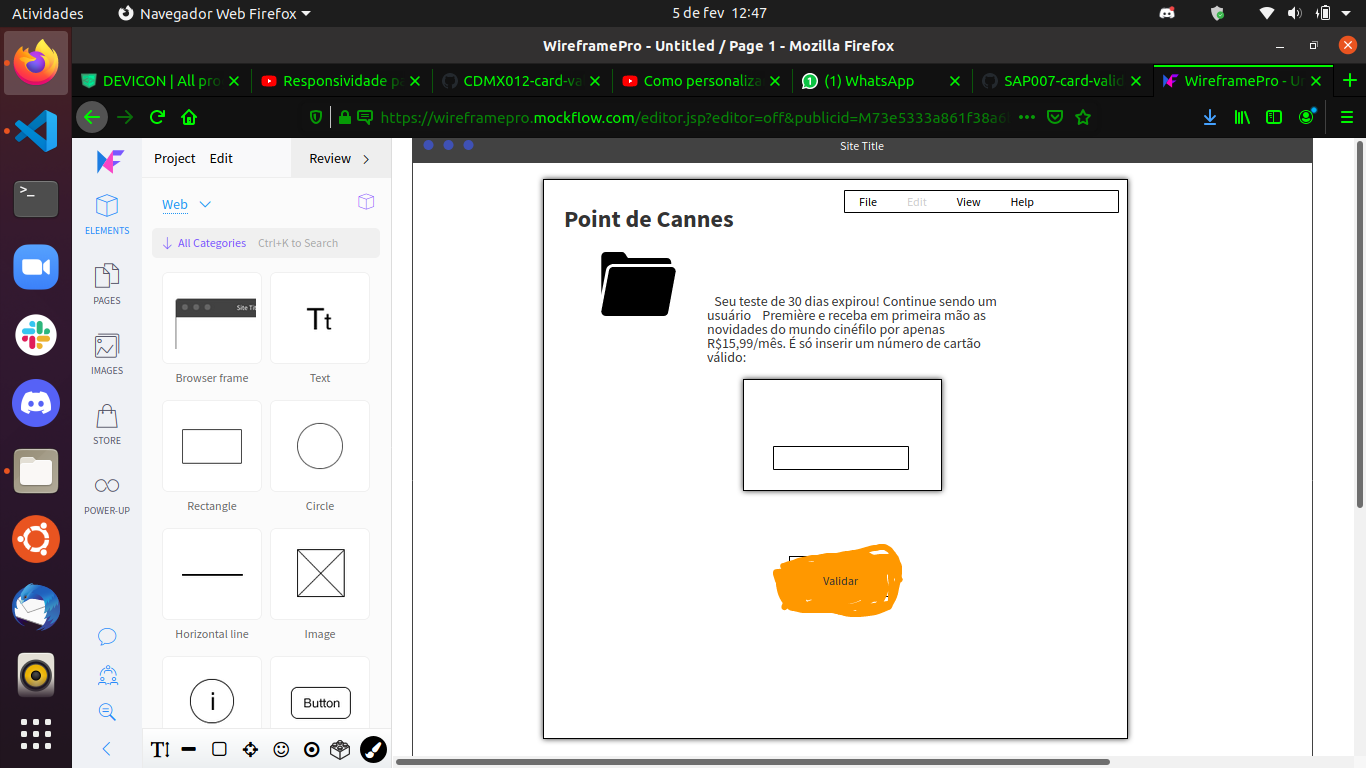 Atividades
Navegador Web Firefox
5 de fev 12:47
WireframePro - Untitled / Page 1 - Mozilla Firefox
DEVICON | All pro
Responsividade pa
CDMX012-card-va
Como personaliza
(1) WhatsApp
SAP007-card-valid
WireframePro - Un
https://wireframepro.mockflow.com/editor.jsp?editor=off&publicid=M73e5333a861f38a6
Project
Edit
Review
Site Title
Web
ELEMENTS
All Categories
Ctrl+K to Search
PAGES
Site Tit
Tt
Browser frame
Text
IMAGES
STORE
Rectangle
Circle
POWER-UP
Horizontal line
Image
i
Button
File
Edit
View
Help
Point de Cannes
Seu teste de 30 dias expirou! Continue sendo um
usuário Première e receba em primeira mão as
novidades do mundo cinéfilo por apenas
R$15,99/mês. É só inserir um número de cartão
válido:
Validar